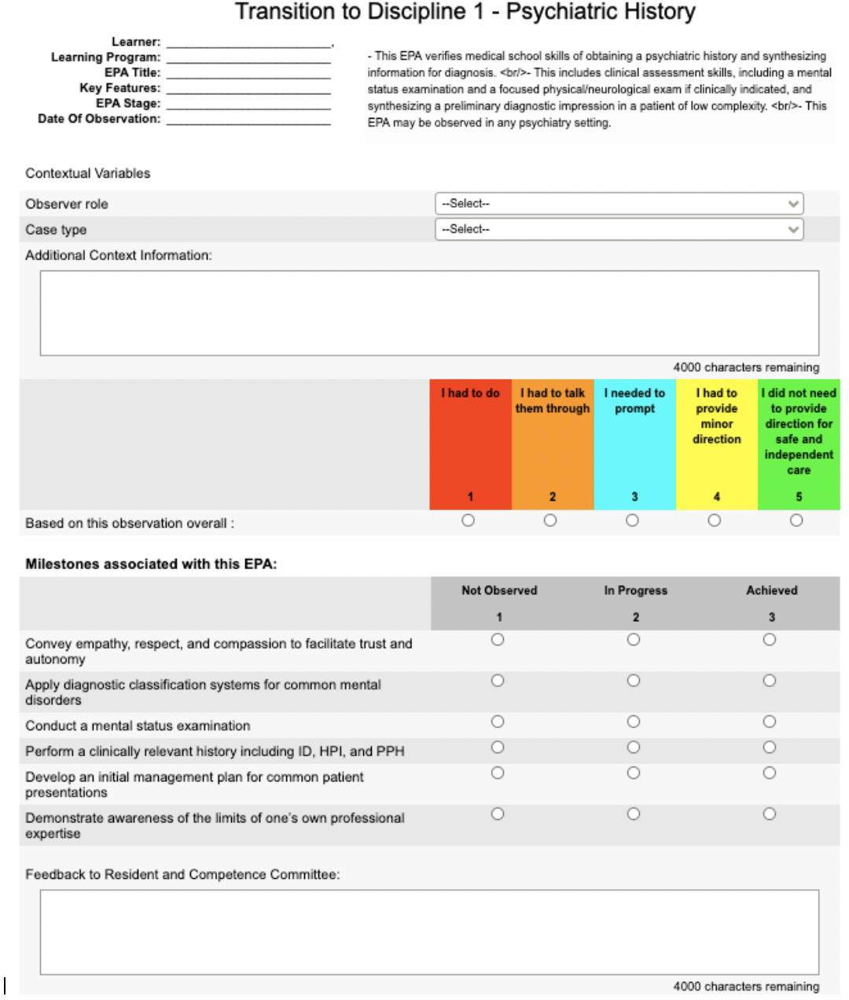 Transition to Discipline 1 - Psychiatric History
Learner: ____________________,
Learning Program: ____________________
EPA Title: ____________________
Key Features: ____________________
EPA Stage: ____________________
Date Of Observation: ____________________
- This EPA verifies medical school skills of obtaining a psychiatric history and synthesizing
information for diagnosis. <br/>- This includes clinical assessment skills, including a mental
status examination and a focused physical/neurological exam if clinically indicated, and
synthesizing a preliminary diagnostic impression in a patient of low complexity. <br/>- This
EPA may be observed in any psychiatry setting.
Contextual Variables
Observer role --Select--
Case type --Select--
Additional Context Information:
4000 characters remaining
I had to do
1
I had to talk
them through
2
I needed to
prompt
3
I had to
provide
minor
direction
4
I did not need
to provide
direction for
safe and
independent
care
5
Based on this observation overall :
Milestones associated with this EPA:
Not Observed In Progress Achieved
1 2 3
Convey empathy, respect, and compassion to facilitate trust and
autonomy
Apply diagnostic classification systems for common mental
disorders
Conduct a mental status examination
Perform a clinically relevant history including ID, HPI, and PPH
Develop an initial management plan for common patient
presentations
Demonstrate awareness of the limits of one's own professional
expertise
Feedback to Resident and Competence Committee:
4000 characters remaining